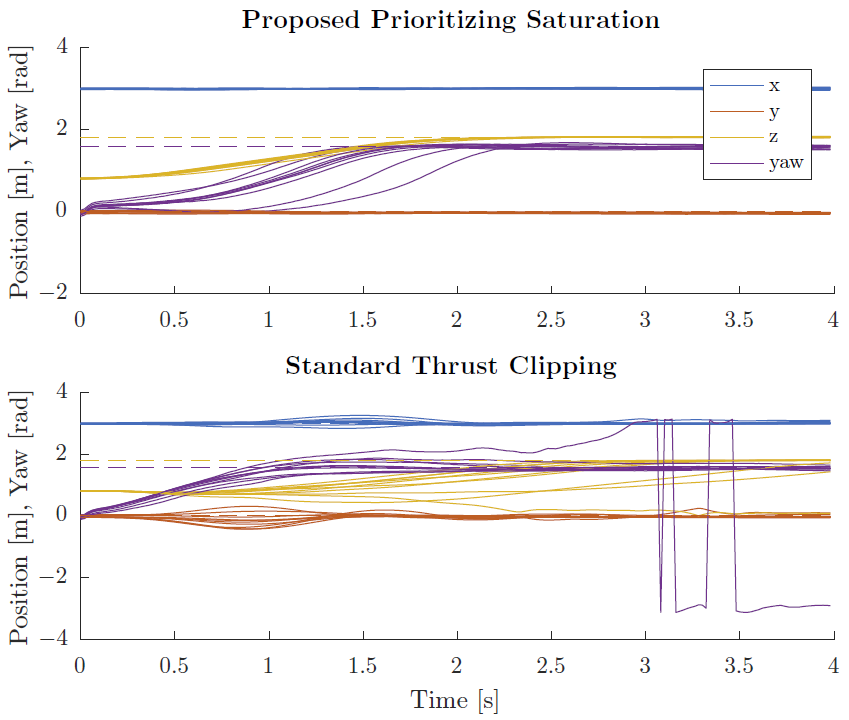 Proposed Prioritizing Saturation
Position [m], Yaw [rad]
4
2
0
−2
x
y
z
yaw
0 0.5 1 1.5 2 2.5 3 3.5 4
Standard Thrust Clipping
Position [m], Yaw [rad]
4
2
0
−2
−4
0 0.5 1 1.5 2 2.5 3 3.5 4
Time [s]